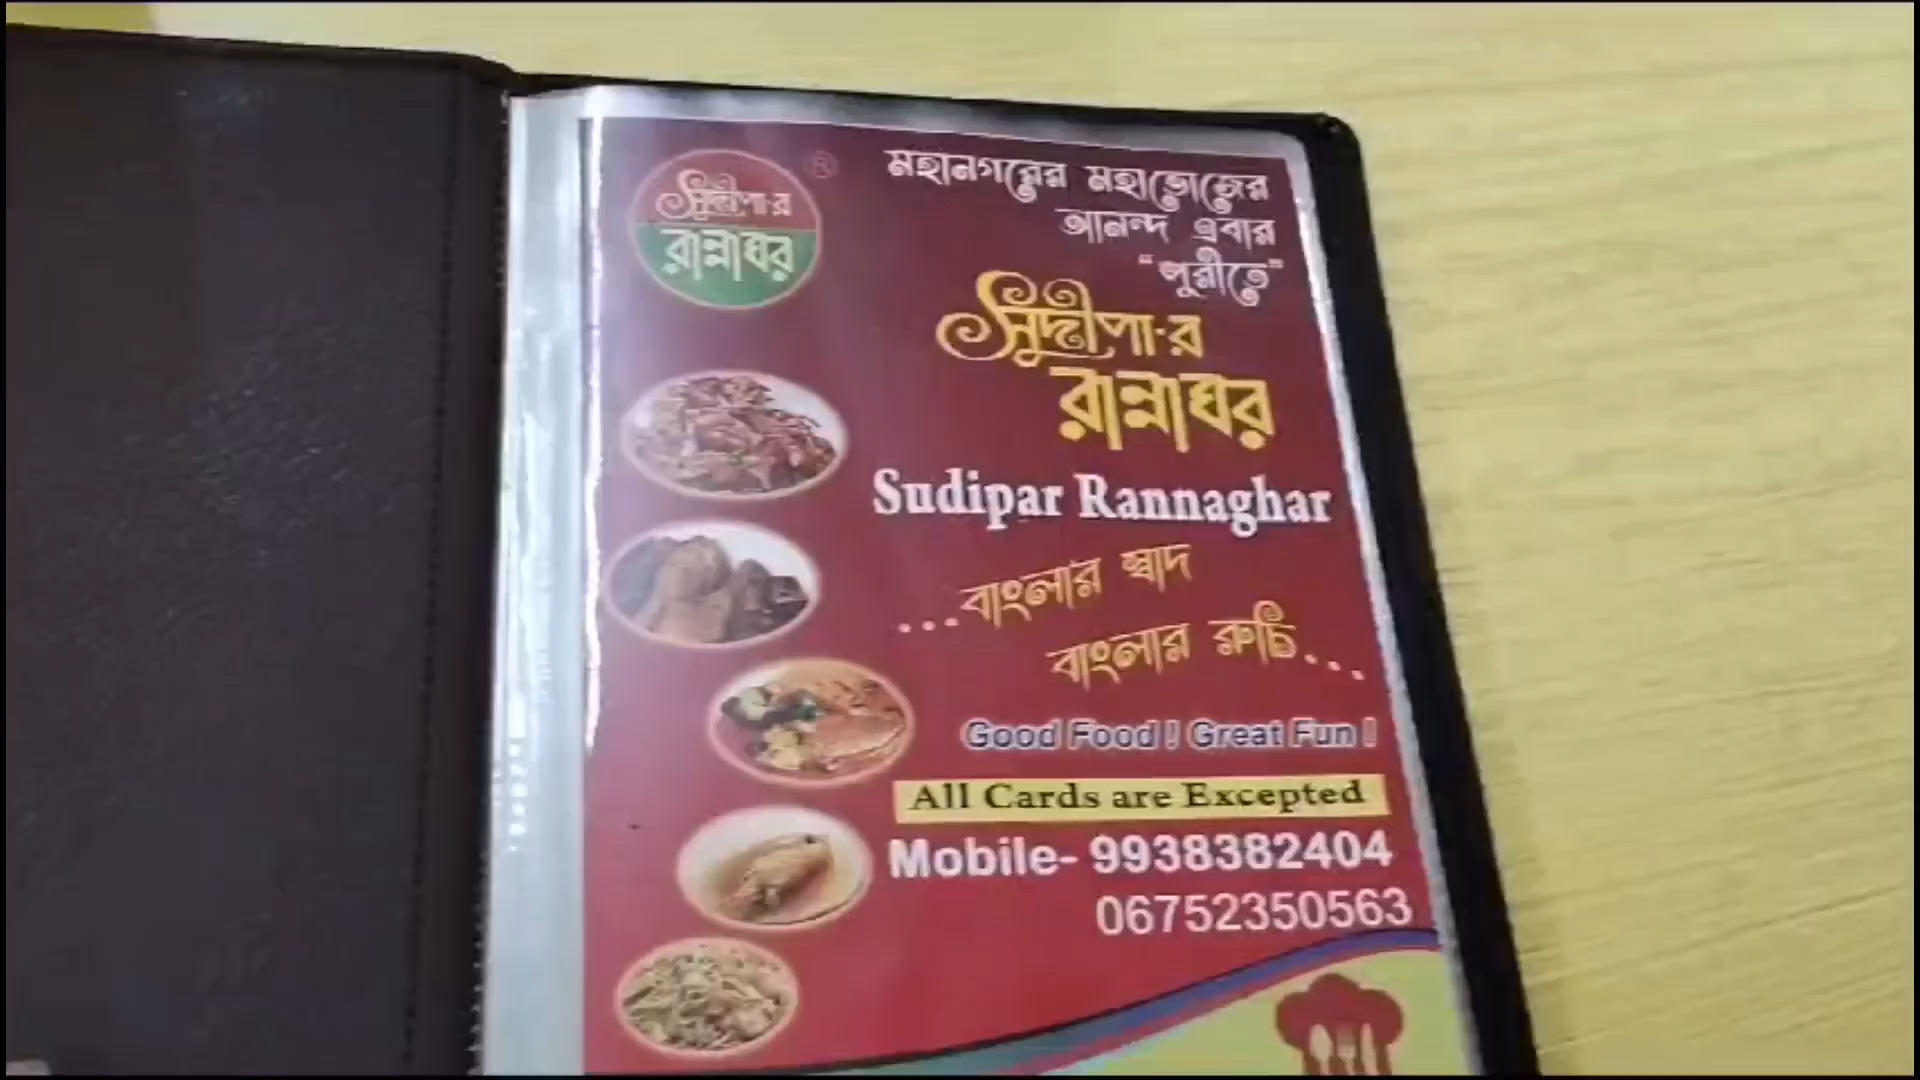 সুদীপা·র
রান্নাঘর
®
মহানগরের মহাভোজের
আনন্দ এবার
“পুরীতে”
সুদীপা·র
রান্নাঘর
Sudipar Rannaghar
...বাংলার স্বাদ
বাংলার রুচি...
Good Food ! Great Fun !
All Cards are Excepted
Mobile- 9938382404
06752350563